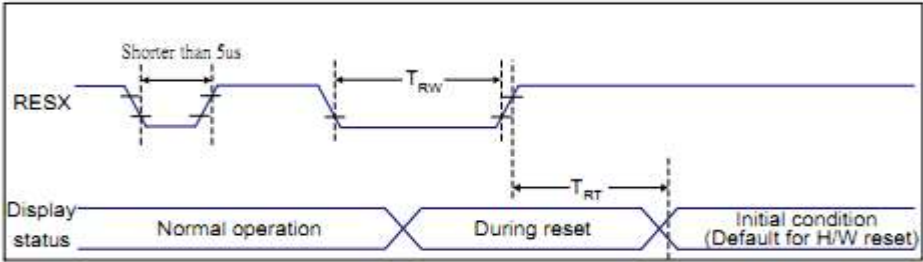 Shorter than 5us
TRW
RESX
TRT
Display
status
Normal operation
During reset
Initial condition
(Default for H/W reset)